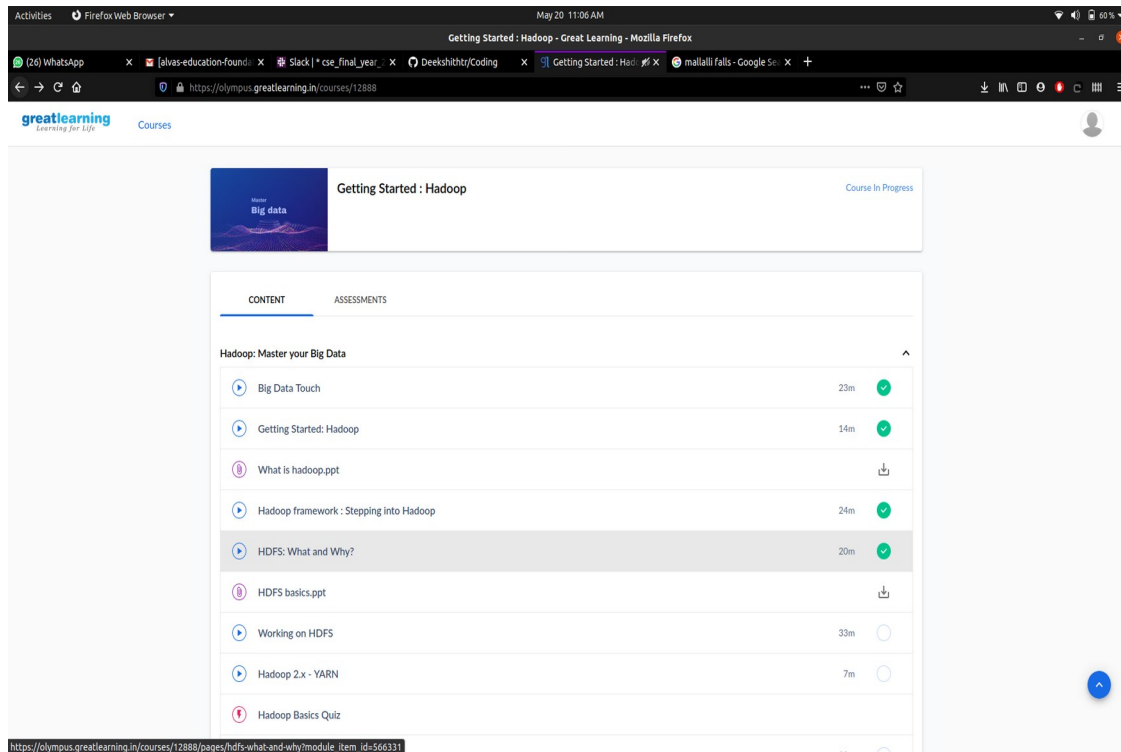 Activities Firefox Web Browser May 20 11:06 AM 60 %
Getting Started : Hadoop - Great Learning - Mozilla Firefox
(26) WhatsApp [alvas-education-founda Slack | * cse_final_year_2 Deekshithtr/Coding Getting Started : Had mallalli falls - Google Se
https://olympus.greatlearning.in/courses/12888
greatlearning
Learning for Life
Courses
Master
Big data
Getting Started : Hadoop
Course In Progress
CONTENT ASSESSMENTS
Hadoop: Master your Big Data
Big Data Touch 23m
Getting Started: Hadoop 14m
What is hadoop.ppt
Hadoop framework : Stepping into Hadoop 24m
HDFS: What and Why? 20m
HDFS basics.ppt
Working on HDFS 33m
Hadoop 2.x - YARN 7m
Hadoop Basics Quiz
https://olympus.greatlearning.in/courses/12888/pages/hdfs-what-and-why?module_item_id=566331